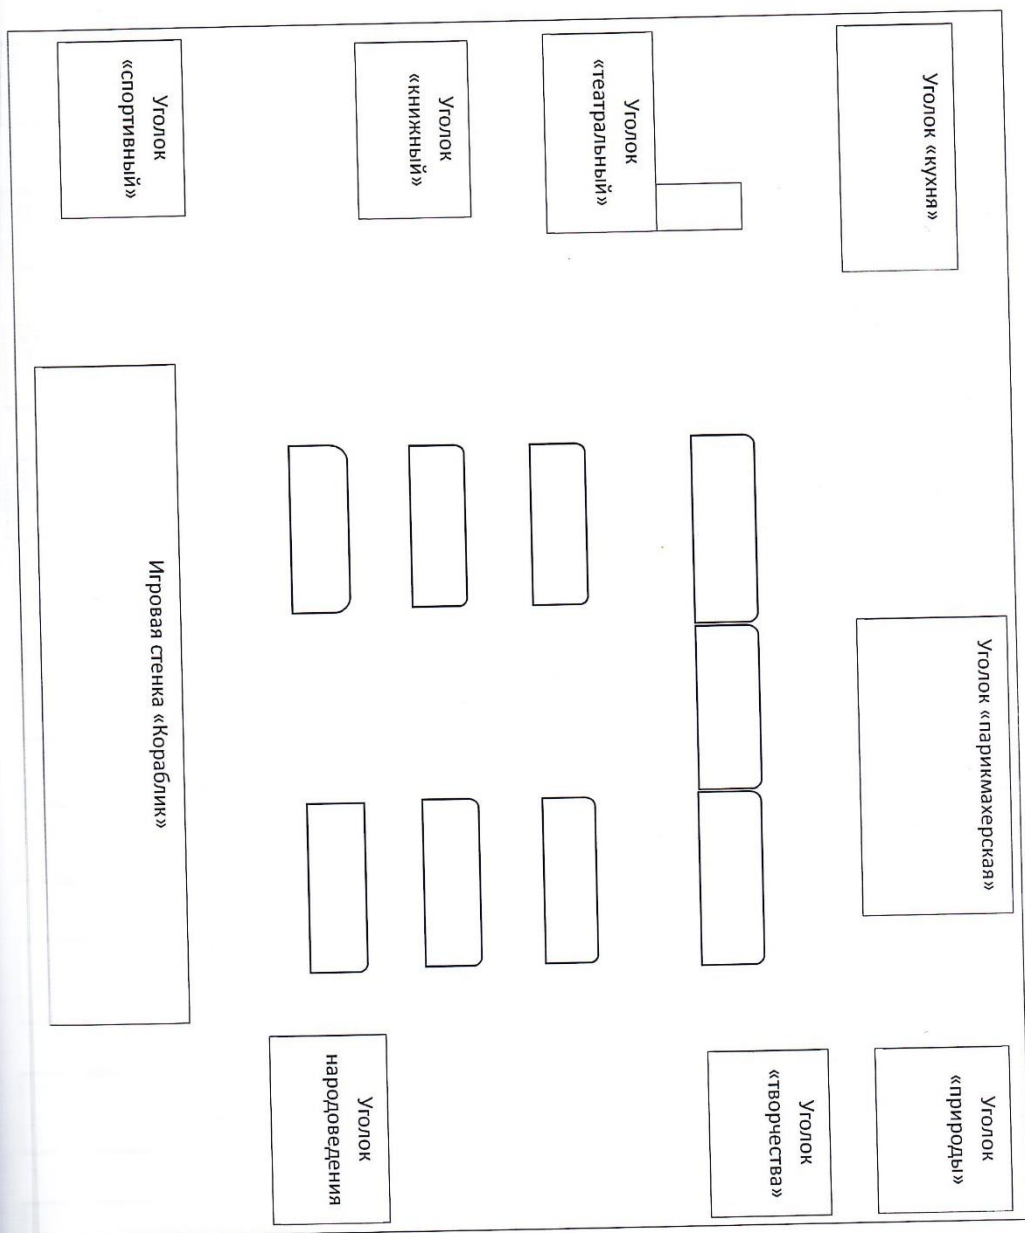 Уголок «кухня»
Уголок «парикмахерская»
Уголок
«природы»
Уголок
«творчества»
Уголок
«театральный»
Уголок
«книжный»
Уголок
народоведения
Уголок
«спортивный»
Игровая стенка «Кораблик»